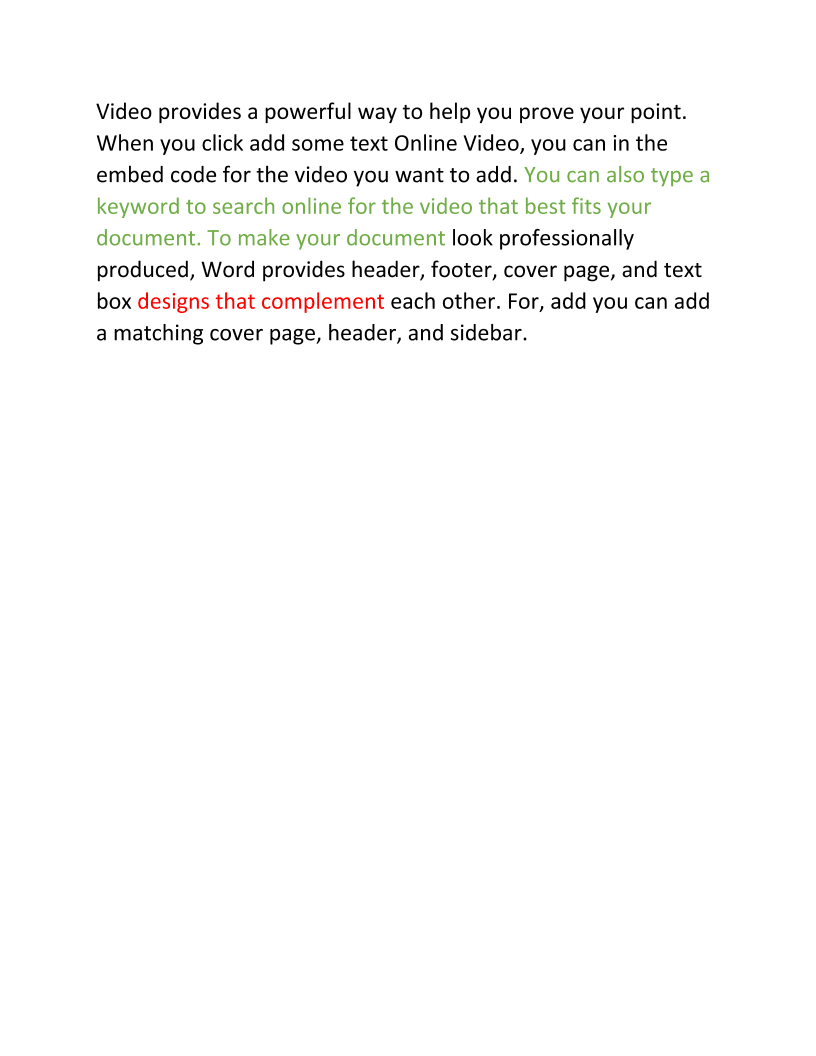 Video provides a powerful way to help you prove your point.
When you click add some text Online Video, you can in the
embed code for the video you want to add. You can also type a
keyword to search online for the video that best fits your
document. To make your document look professionally
produced, Word provides header, footer, cover page, and text
box designs that complement each other. For, add you can add
a matching cover page, header, and sidebar.